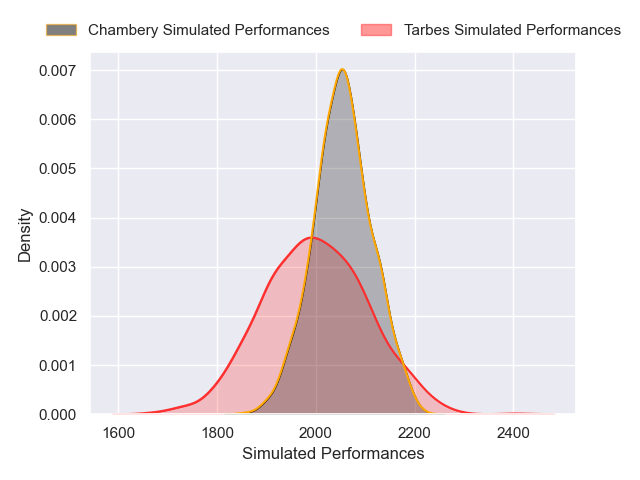 Chambery Simulated Performances
Tarbes Simulated Performances
0.007
0.006
0.005
0.004
0.003
0.002
0.001
0.000
Density
1600 1800 2000 2200 2400
Simulated Performances